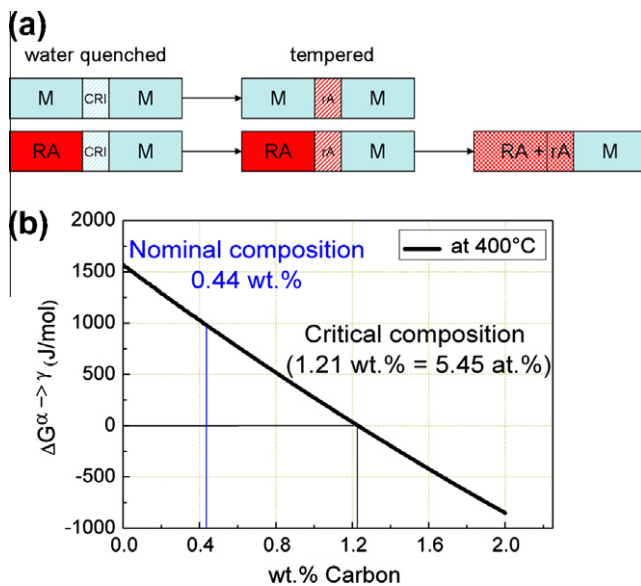 (a)
water quenched tempered
M CRI M M rA M
RA CRI M RA rA M RA + rA M
(b)
2000
1500
1000
500
0
-500
-1000
ΔG^α -> γ (J/mol)
Nominal composition
0.44 wt.%
at 400°C
Critical composition
(1.21 wt.% = 5.45 at.%)
0.0 0.4 0.8 1.2 1.6 2.0
wt.% Carbon